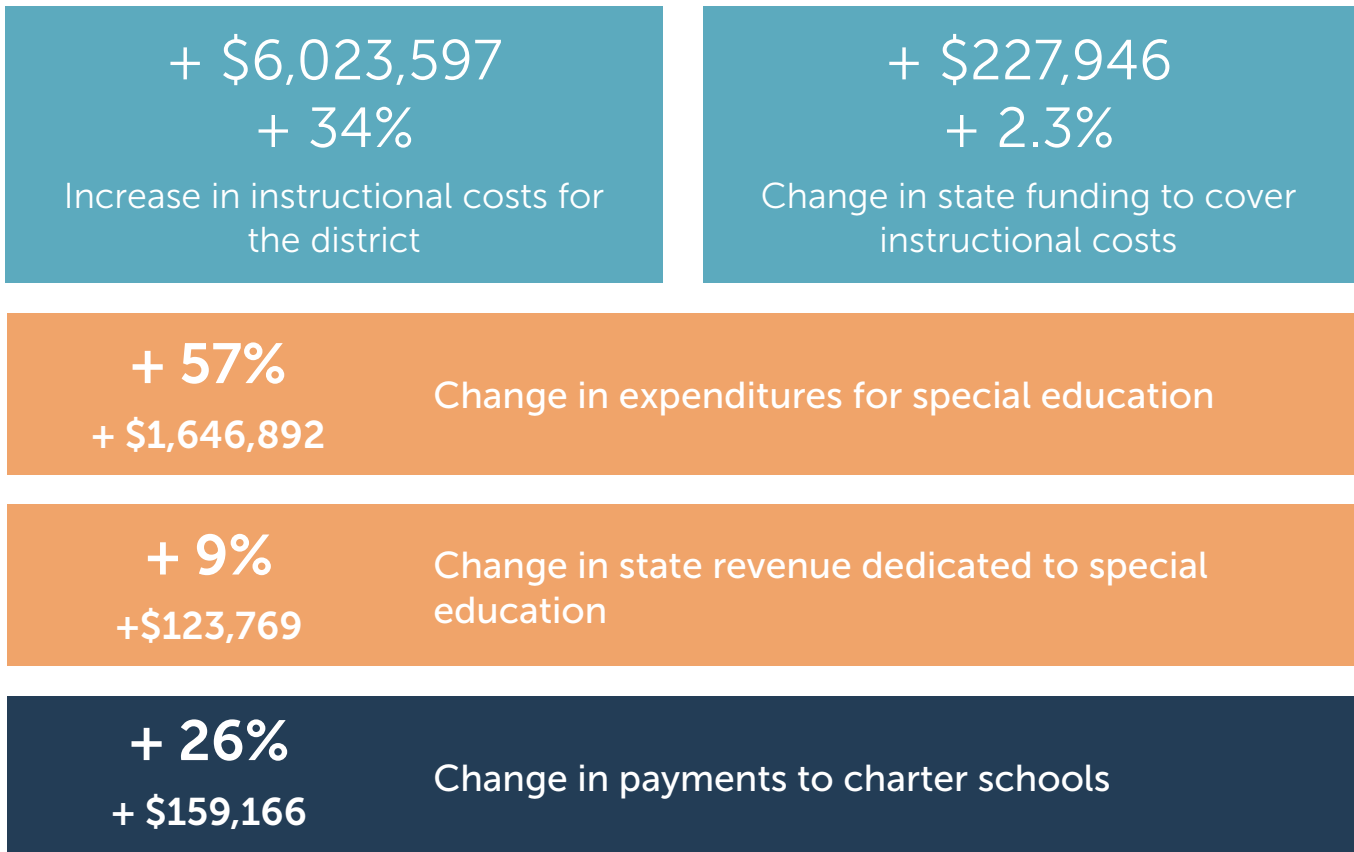 + $6,023,597
+ 34%
Increase in instructional costs for
the district
+ $227,946
+ 2.3%
Change in state funding to cover
instructional costs
+ 57%
+ $1,646,892
Change in expenditures for special education
+ 9%
+$123,769
Change in state revenue dedicated to special
education
+ 26%
+ $159,166
Change in payments to charter schools